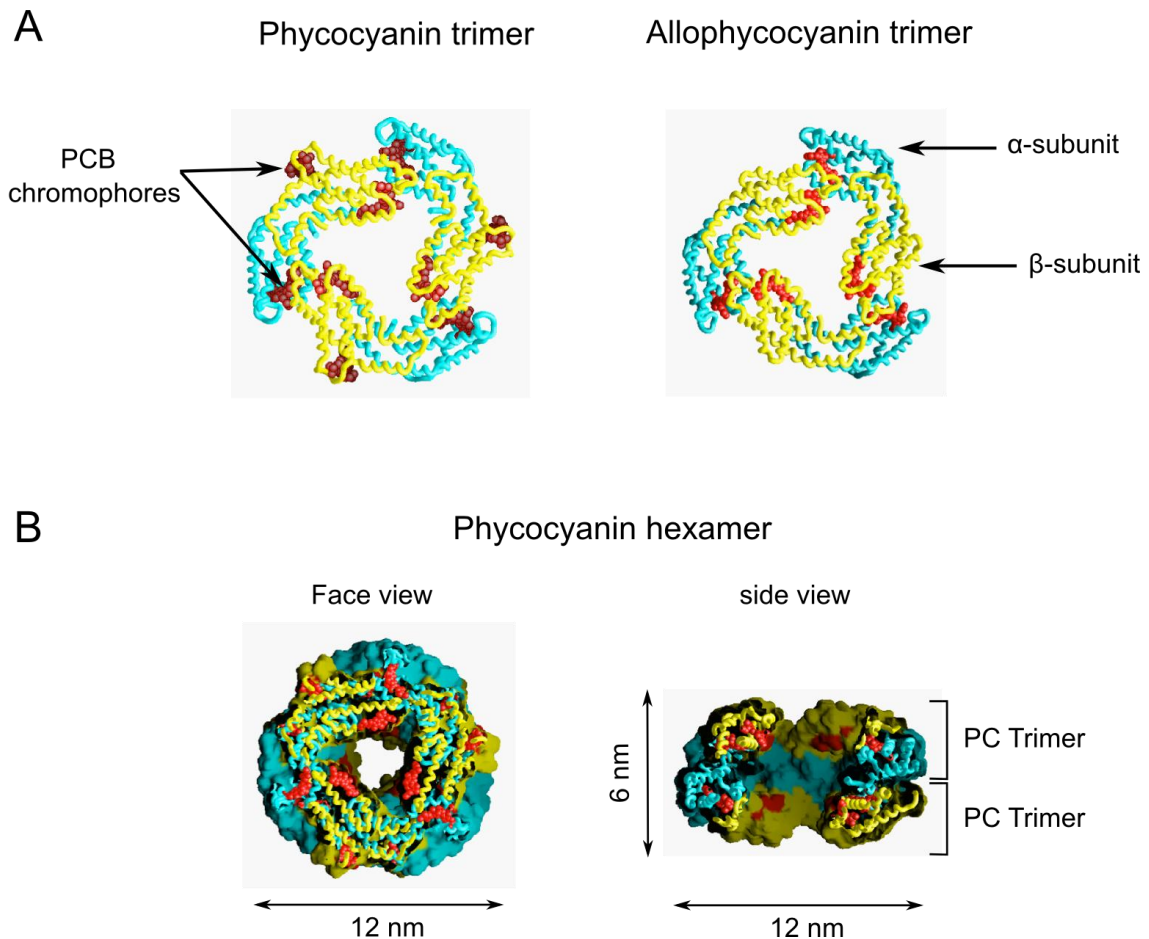 A
Phycocyanin trimer
Allophycocyanin trimer
PCB
chromophores
α-subunit
β-subunit
B
Phycocyanin hexamer
Face view
side view
6 nm
PC Trimer
PC Trimer
12 nm
12 nm